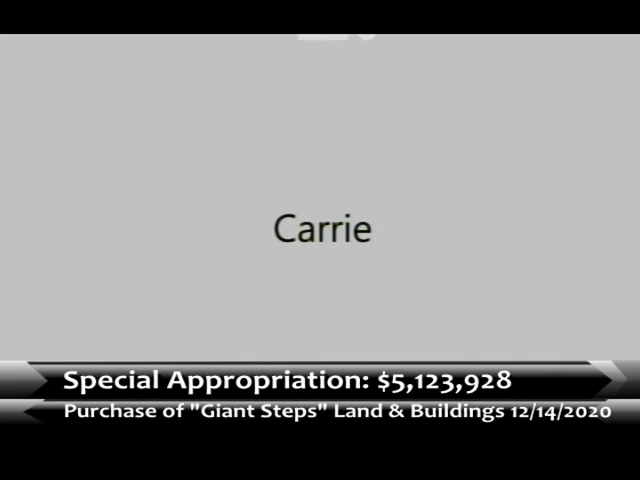 Carrie
Special Appropriation: $5,123,928
Purchase of "Giant Steps" Land & Buildings 12/14/2020